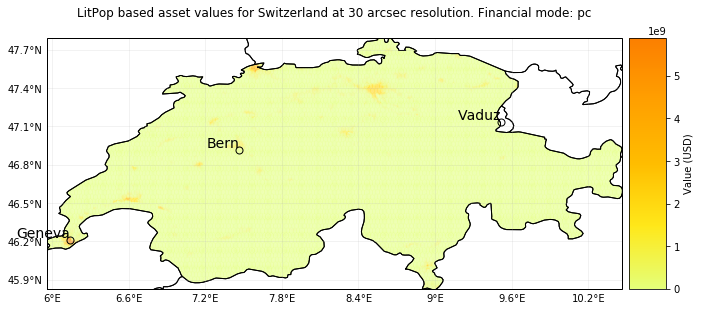 LitPop based asset values for Switzerland at 30 arcsec resolution. Financial mode: pc
1e9
47.7°N
47.4°N
47.1°N
46.8°N
46.5°N
46.2°N
45.9°N
Vaduz
Bern
Geneva
5
4
3
2
1
0
Value (USD)
6°E 6.6°E 7.2°E 7.8°E 8.4°E 9°E 9.6°E 10.2°E